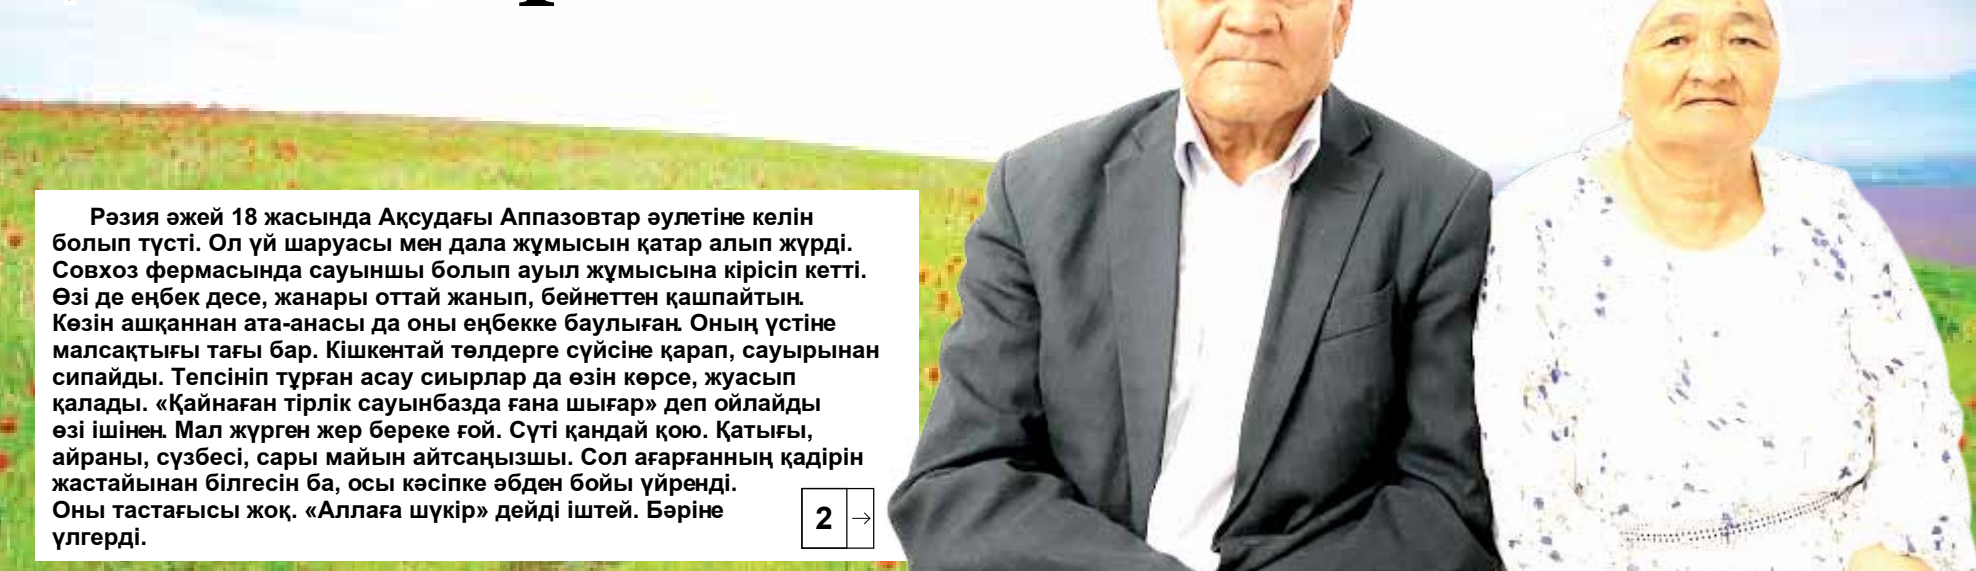 Рәзия әжей 18 жасында Ақсудағы Аппазовтар әулетіне келін
болып түсті. Ол үй шаруасы мен дала жұмысын қатар алып жүрді.
Совхоз фермасында сауыншы болып ауыл жұмысына кірісіп кетті.
Өзі де еңбек десе, жанары оттай жанып, бейнеттен қашпайтын.
Көзін ашқаннан ата-анасы да оны еңбекке баулыған. Оның үстіне
малсақтығы тағы бар. Кішкентай төлдерге сүйсіне қарап, сауырынан
сипайды. Тепсініп тұрған асау сиырлар да өзін көрсе, жуасып
қалады. «Қайнаған тірлік сауынбазда ғана шығар» деп ойлайды
өзі ішінен. Мал жүрген жер береке ғой. Сүті қандай қою. Қатығы,
айраны, сүзбесі, сары майын айтсаңызшы. Сол ағарғанның қадірін
жастайынан білгесін ба, осы кәсіпке әбден бойы үйренді.
Оны тастағысы жоқ. «Аллаға шүкір» дейді іштей. Бәріне
үлгерді.
2 →